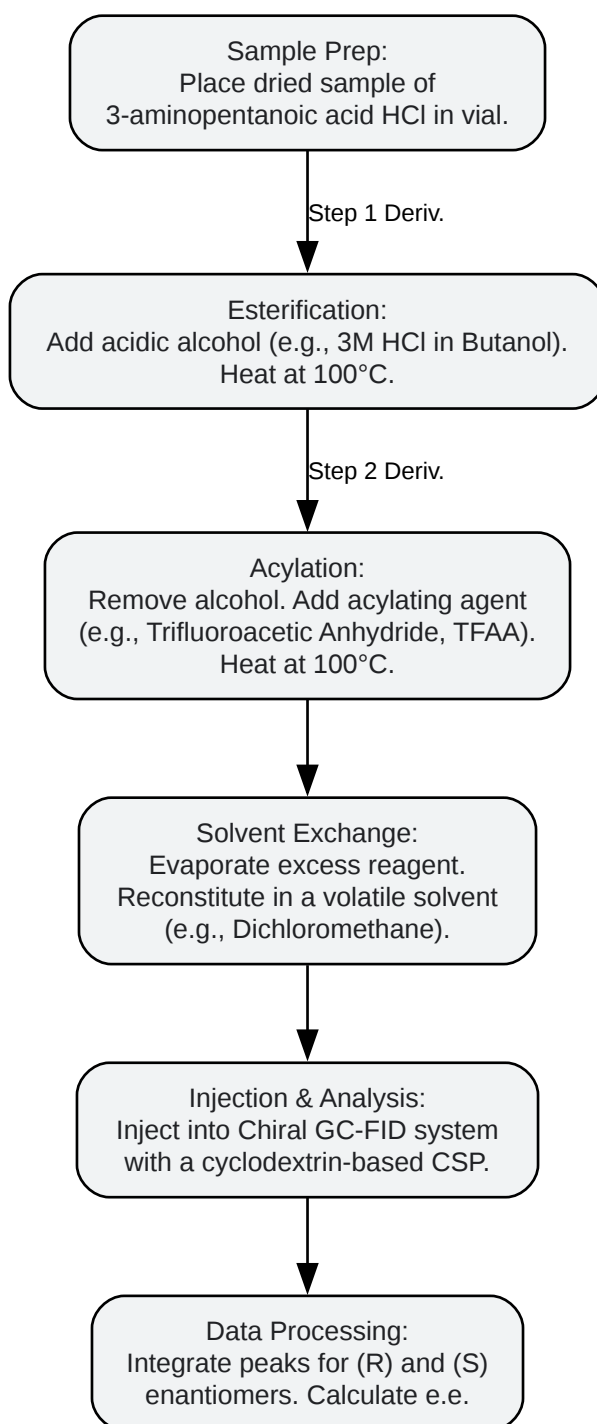 Sample Prep:
Place dried sample of
3-aminopentanoic acid HCl in vial.
Step 1 Deriv.
Esterification:
Add acidic alcohol (e.g., 3M HCl in Butanol).
Heat at 100°C.
Step 2 Deriv.
Acylation:
Remove alcohol. Add acylating agent
(e.g., Trifluoroacetic Anhydride, TFAA).
Heat at 100°C.
Solvent Exchange:
Evaporate excess reagent.
Reconstitute in a volatile solvent
(e.g., Dichloromethane).
Injection & Analysis:
Inject into Chiral GC-FID system
with a cyclodextrin-based CSP.
Data Processing:
Integrate peaks for (R) and (S)
enantiomers. Calculate e.e.